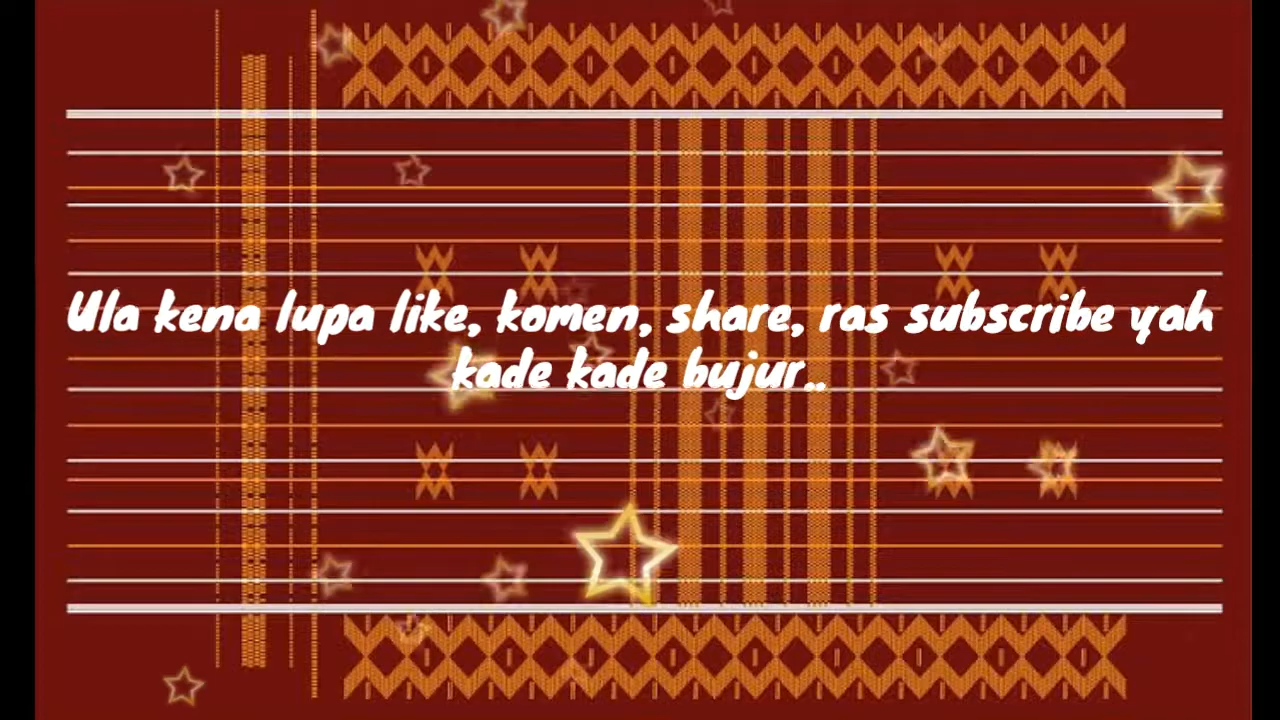 Ula kena lupa like, komen, share, ras subscribe yah
kade kade bujur..